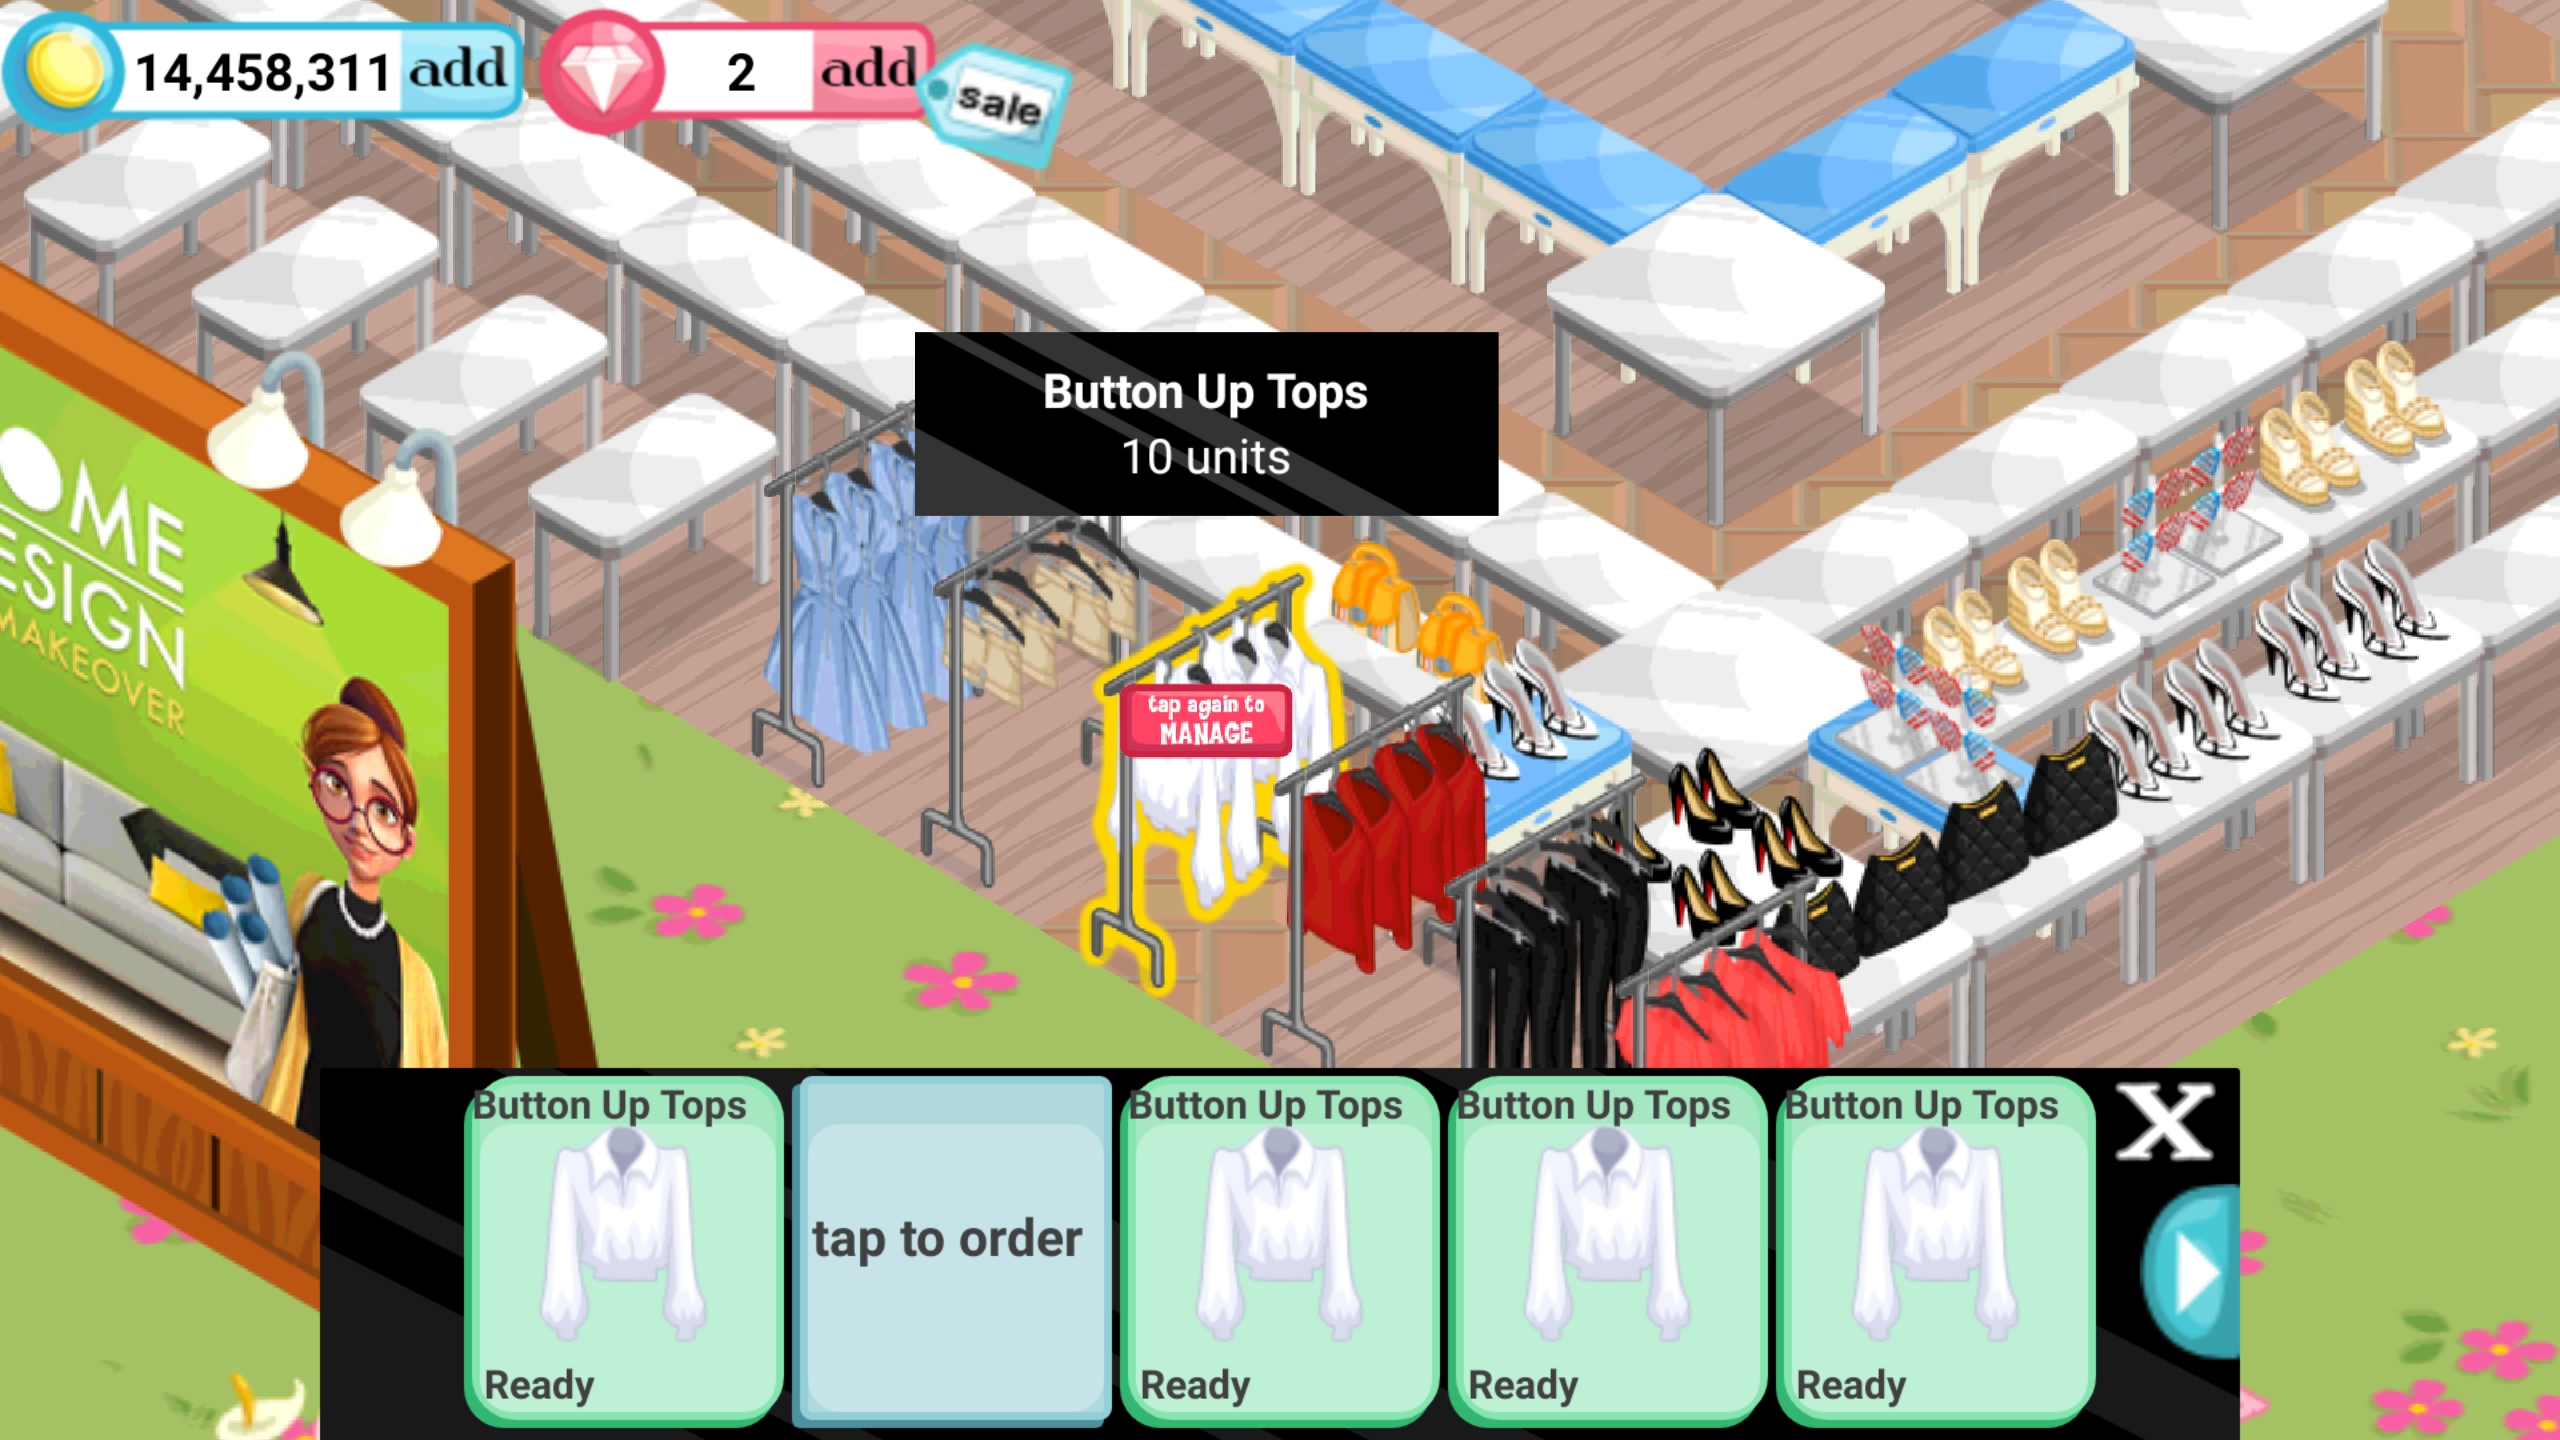 14,458,311 add
2 add
sale
Button Up Tops
10 units
OME
ESIGN
MAKEOVER
tap again to
MANAGE
Button Up Tops
tap to order
Button Up Tops
Button Up Tops
Button Up Tops
X
Ready
Ready
Ready
Ready